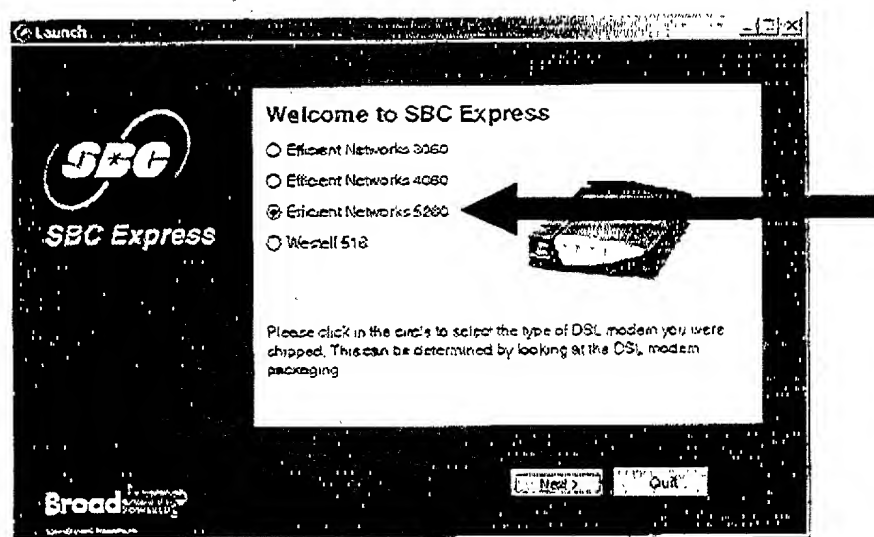 Launch
SBC
SBC Express
Welcome to SBC Express
Efficient Networks 3060
Efficient Networks 4060
Efficient Networks 5260
Westell 516
Please click in the circle to select the type of DSL modem you were
shipped. This can be determined by looking at the DSL modem
packaging
Next >
Quit
Broad